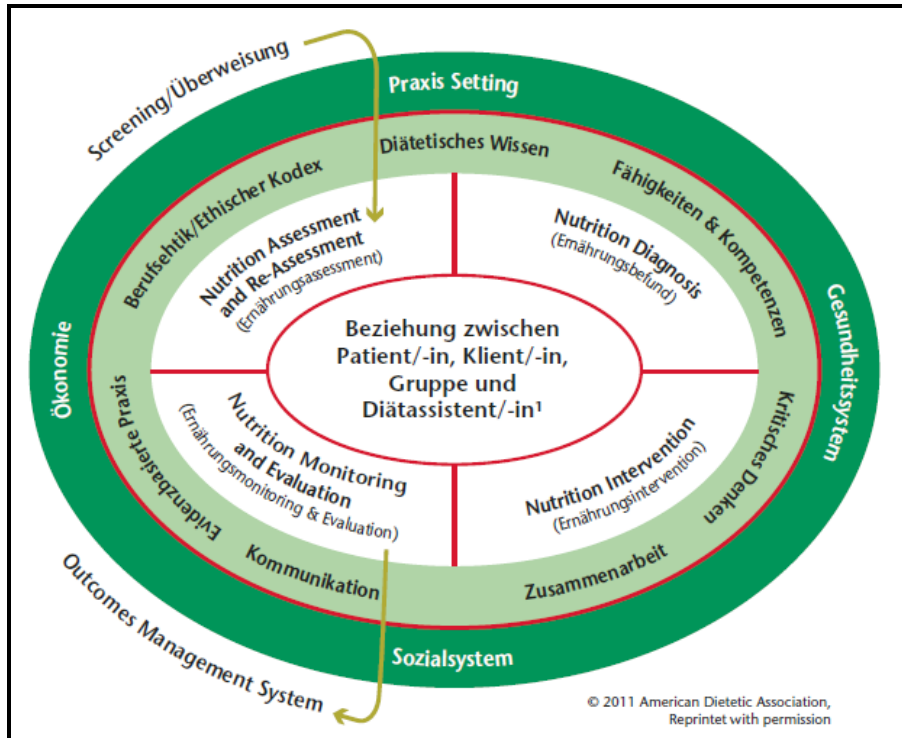 Screening/Überweisung
Praxis Setting
Diätetisches Wissen
Berufsehtik/Ethischer Kodex
Fähigkeiten & Kompetenzen
Nutrition Assessment
and Re-Assessment
(Ernährungsassessment)
Nutrition Diagnosis
(Ernährungsbefund)
Ökonomie
Beziehung zwischen
Patient/-in, Klient/-in,
Gruppe und
Diätassistent/-in¹
Gesundheitssystem
Nutrition Monitoring
and Evaluation
(Ernährungsmonitoring & Evaluation)
Nutrition Intervention
(Ernährungsintervention)
Evidenzbasierte Praxis
Kritisches Denken
Kommunikation
Zusammenarbeit
Outcomes Management System
Sozialsystem
© 2011 American Dietetic Association,
Reprintet with permission